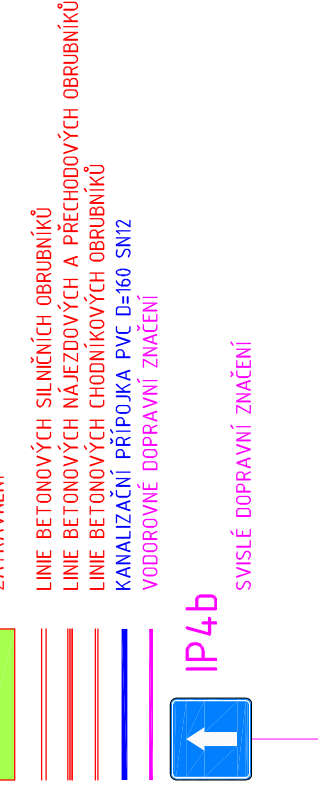 LINIE BETONOVÝCH SILNIČNÍCH OBRUBNÍKŮ
LINIE BETONOVÝCH NÁJEZDOVÝCH A PŘECHODOVÝCH OBRUBNÍKŮ
LINIE BETONOVÝCH CHODNÍKOVÝCH OBRUBNÍKŮ
KANALIZAČNÍ PŘÍPOJKA PVC D=160 SN12
VODOROVNÉ DOPRAVNÍ ZNAČENÍ
IP4b
SVISLÉ DOPRAVNÍ ZNAČENÍ